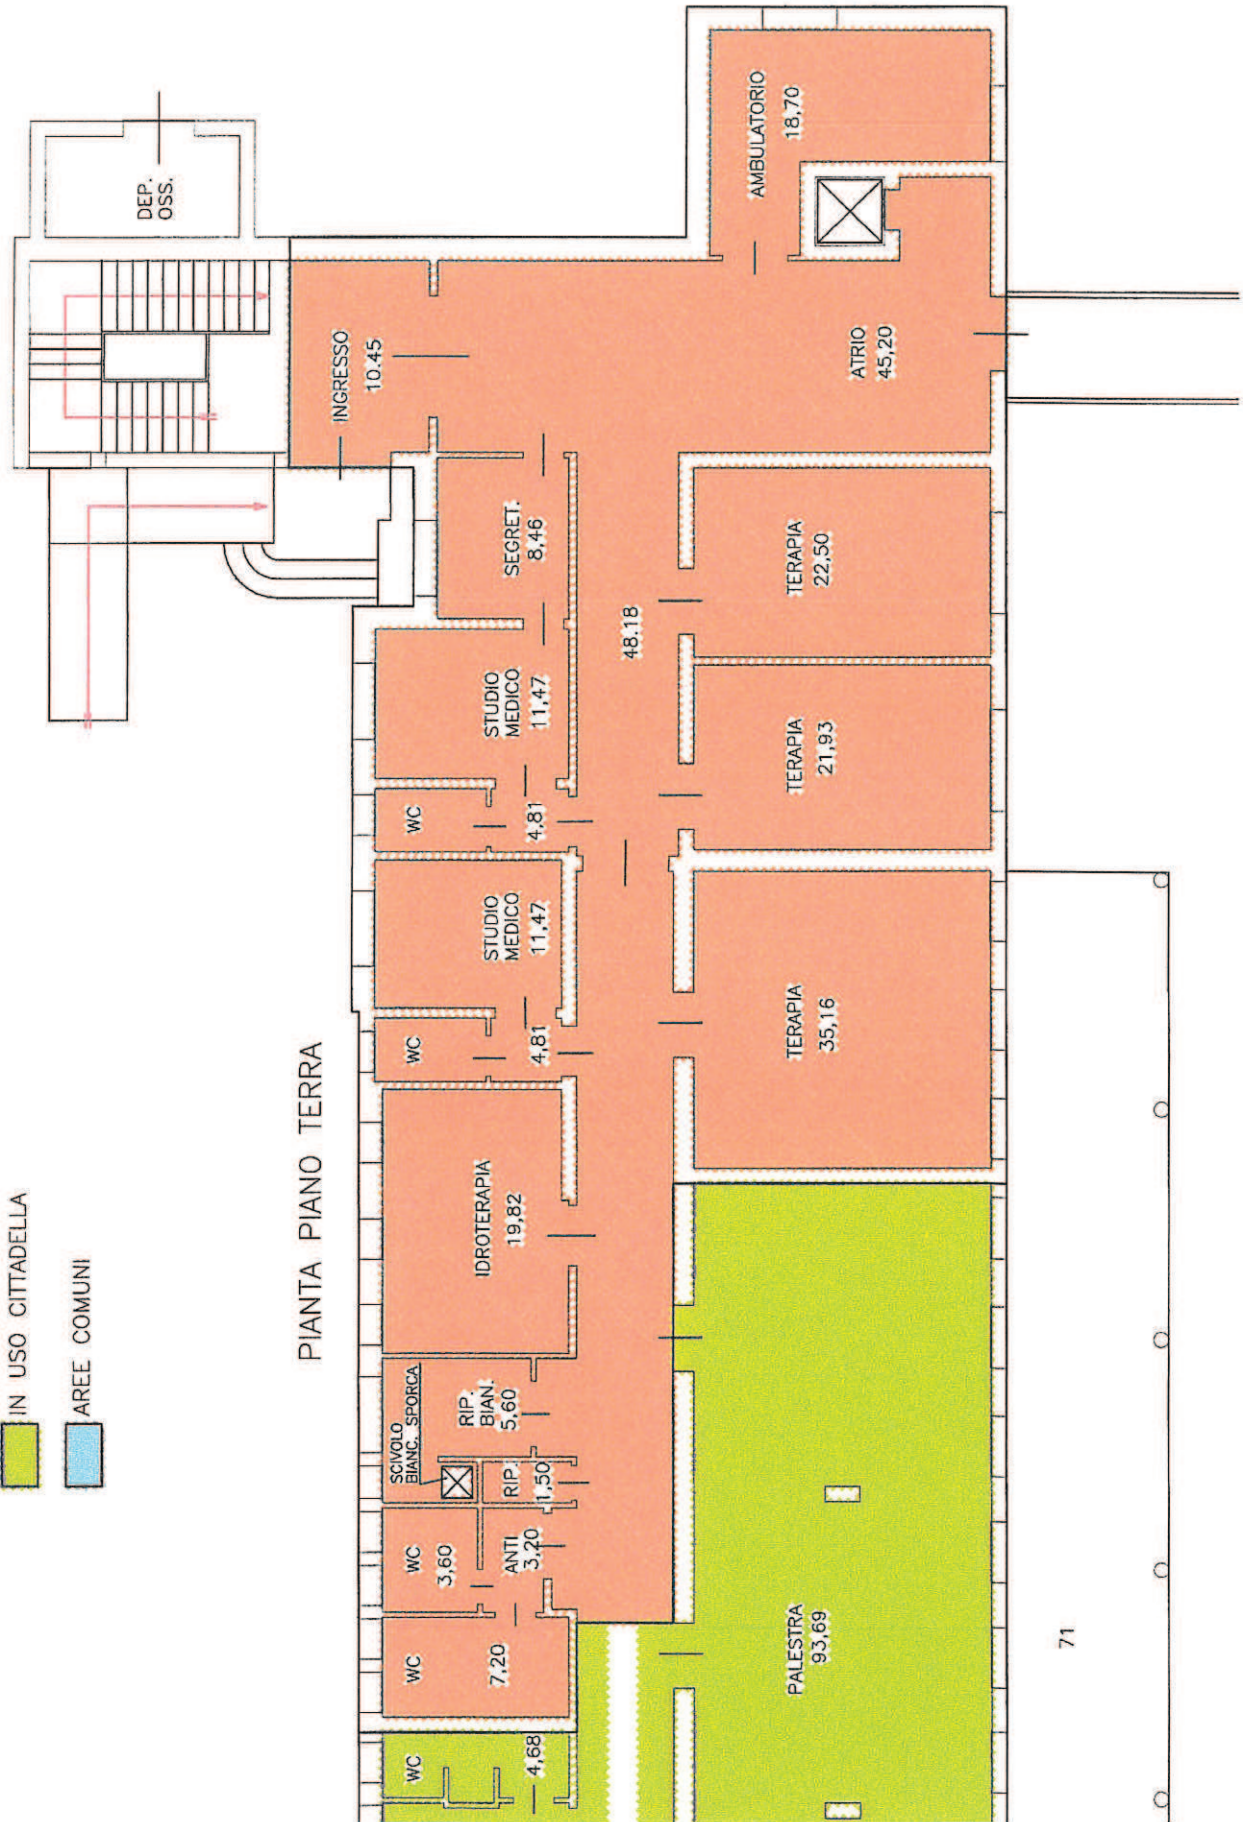 IN USO CITTADELLA
AREE COMUNI
PIANTA PIANO TERRA
DEP.
OSS.
INGRESSO
10.45
AMBULATORIO
18,70
ATRIO
45,20
SEGRET.
8,46
STUDIO
MEDICO
11,47
WC
4,81
STUDIO
MEDICO
11,47
WC
4,81
48.18
TERAPIA
22,50
TERAPIA
21,93
TERAPIA
35,16
IDROTERAPIA
19,82
SCIVOLO
BIANC. SPORCA
RIP.
BIAN.
5,60
RIP.
1,50
WC
3,60
ANTI
3,20
WC
7,20
WC
4,68
PALESTRA
93,69
71